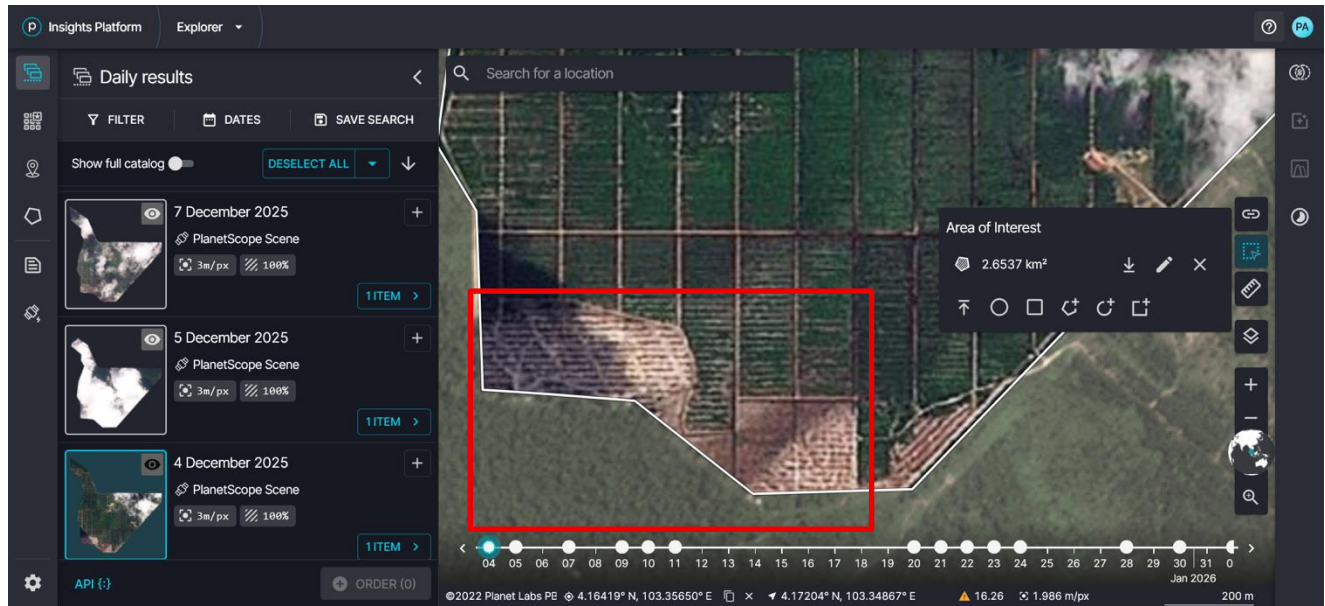 Insights Platform
Explorer
PA
Daily results
Search for a location
FILTER
DATES
SAVE SEARCH
Show full catalog
DESELECT ALL
7 December 2025
PlanetScope Scene
3m/px
100%
1 ITEM
Area of Interest
2.6537 km²
5 December 2025
PlanetScope Scene
3m/px
100%
1 ITEM
4 December 2025
PlanetScope Scene
3m/px
100%
1 ITEM
04 05 06 07 08 09 10 11 12 13 14 15 16 17 18 19 20 21 22 23 24 25 26 27 28 29 30 31 0
Jan 2026
API {:}
ORDER (0)
©2022 Planet Labs PB 4.16419° N, 103.35650° E 4.17204° N, 103.34867° E 16.26 1.986 m/px 200 m